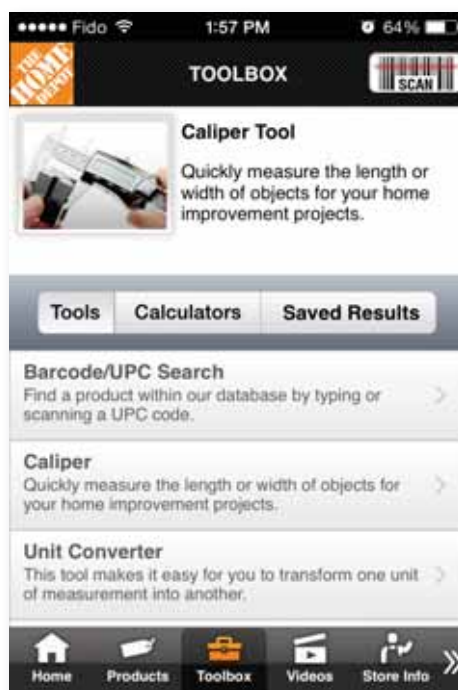 Fido 1:57 PM 64%
THE HOME DEPOT
TOOLBOX
SCAN
Caliper Tool
Quickly measure the length or
width of objects for your home
improvement projects.
Tools Calculators Saved Results
Barcode/UPC Search
Find a product within our database by typing or
scanning a UPC code.
Caliper
Quickly measure the length or width of objects for
your home improvement projects.
Unit Converter
This tool makes it easy for you to transform one unit
of measurement into another.
Home Products Toolbox Videos Store Info